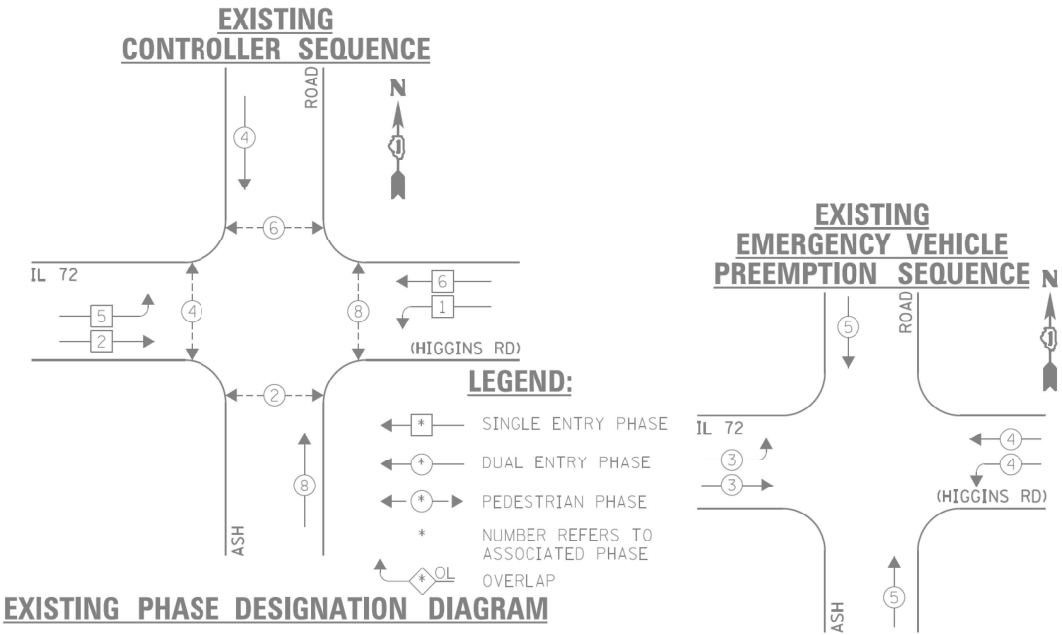 EXISTING
CONTROLLER SEQUENCE
ROAD
N
4
6
IL 72
5
2
4
8
6
1
(HIGGINS RD)
2
8
ASH
LEGEND:
* SINGLE ENTRY PHASE
* DUAL ENTRY PHASE
* PEDESTRIAN PHASE
* NUMBER REFERS TO
ASSOCIATED PHASE
* OL OVERLAP
EXISTING PHASE DESIGNATION DIAGRAM
EXISTING
EMERGENCY VEHICLE
PREEMPTION SEQUENCE
N
ROAD
5
IL 72
3
3
4
4
(HIGGINS RD)
5
ASH